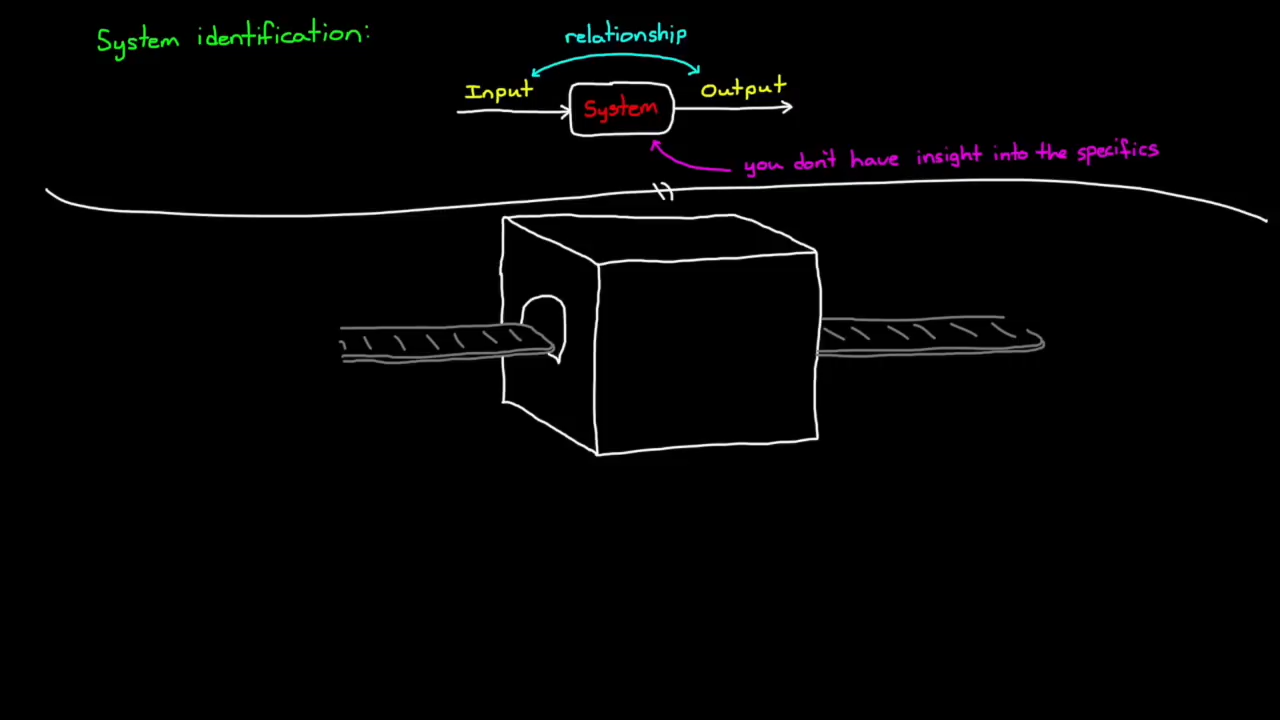 System identification:
relationship
Input
System
Output
you don't have insight into the specifics